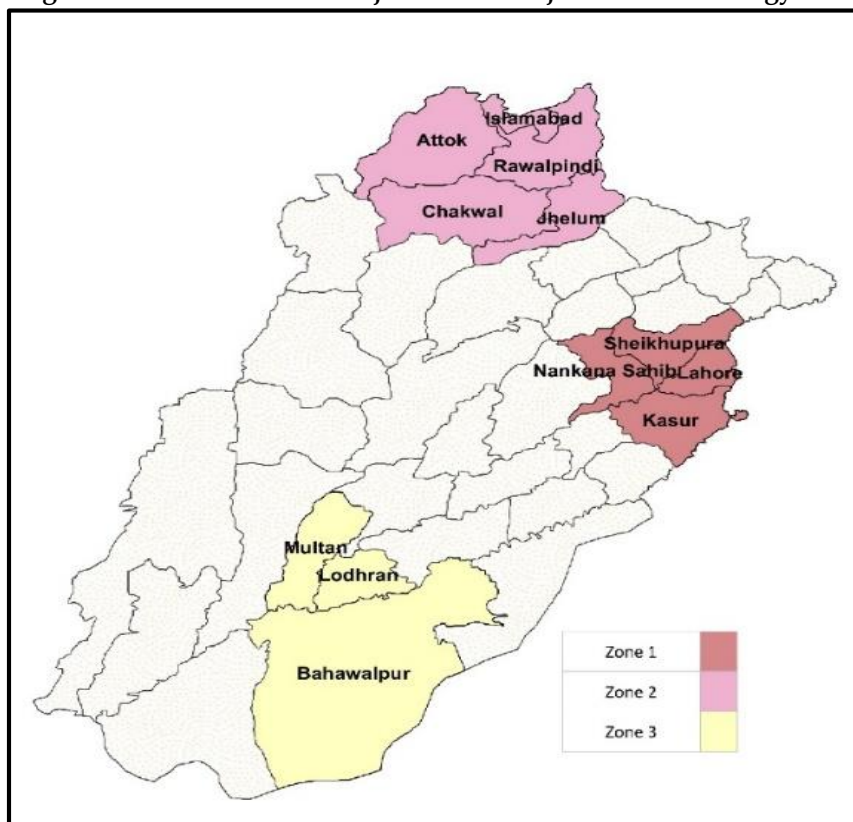 Islamabad
Attok
Rawalpindi
Chakwal
Jhelum
Sheikhupura
Nankana Sahib
Lahore
Kasur
Multan
Lodhran
Bahawalpur
Zone 1
Zone 2
Zone 3